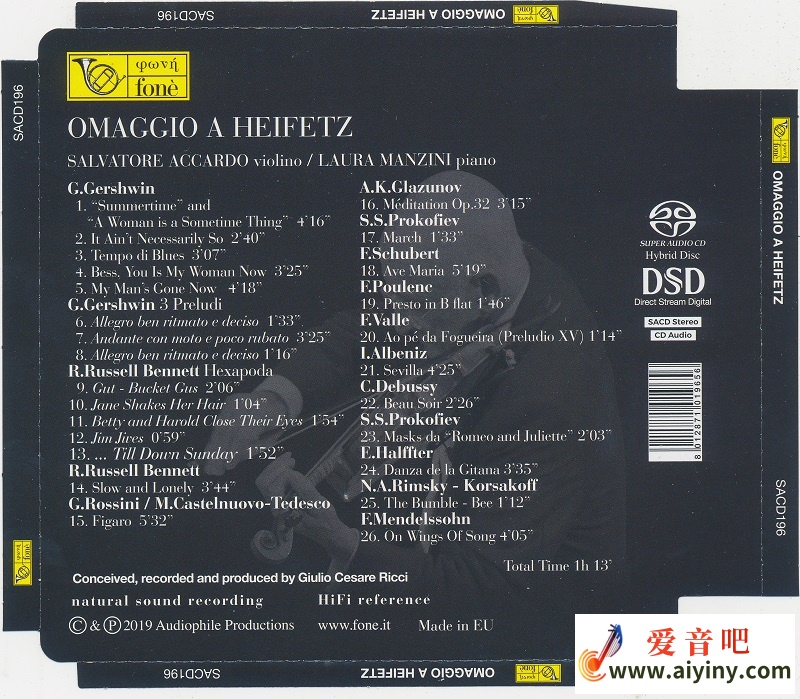 SACD196
OMAGGIO A HEIFETZ
φωνή
fonè
SACD196
φωνή
fonè
OMAGGIO A HEIFETZ
SALVATORE ACCARDO violino / LAURA MANZINI piano
G.Gershwin
1. “Summertime” and
“A Woman is a Sometime Thing” 4’16”
2. It Ain't Necessarily So 2’40”
3. Tempo di Blues 3’07”
4. Bess, You Is My Woman Now 3’25”
5. My Man's Gone Now 4’18”
G.Gershwin 3 Preludi
6. Allegro ben ritmato e deciso 1’33”
7. Andante con moto e poco rubato 3’25”
8. Allegro ben ritmato e deciso 1’16”
R.Russell Bennett Hexapoda
9. Gut - Bucket Gus 2’06”
10. Jane Shakes Her Hair 1’04”
11. Betty and Harold Close Their Eyes 1’54”
12. Jim Jives 0’59”
13. ... Till Down Sunday 1’52”
R.Russell Bennett
14. Slow and Lonely 3’44”
G.Rossini / M.Castelnuovo-Tedesco
15. Figaro 5’32”
A.K.Glazunov
16. Méditation Op.32 3’15”
S.S.Prokofiev
17. March 1’33”
F.Schubert
18. Ave Maria 5’19”
F.Poulenc
19. Presto in B flat 1’46”
F.Valle
20. Ao pé da Fogueira (Preludio XV) 1’14”
I.Albeniz
21. Sevilla 4’25”
C.Debussy
22. Beau Soir 2’26”
S.S.Prokofiev
23. Masks da “Romeo and Juliette” 2’03”
E.Halffter
24. Danza de la Gitana 3’35”
N.A.Rimsky - Korsakoff
25. The Bumble - Bee 1’12”
F.Mendelssohn
26. On Wings Of Song 4’05”
Total Time 1h 13’
Conceived, recorded and produced by Giulio Cesare Ricci
natural sound recording HiFi reference
© & ℗ 2019 Audiophile Productions www.fone.it Made in EU
SUPER AUDIO CD
Hybrid Disc
DSD
Direct Stream Digital
SACD Stereo
CD Audio
8 012871 019656
φωνή
fonè
OMAGGIO A HEIFETZ
SACD196
φωνή
fonè
SACD196
OMAGGIO A HEIFETZ
φωνή
fonè
爱音吧
www.aiyiny.com